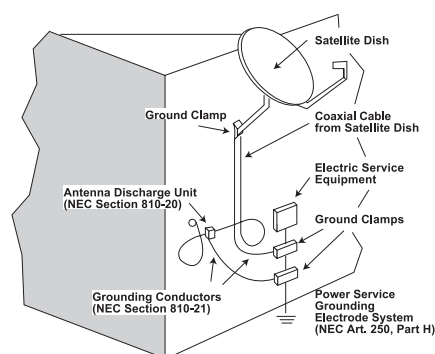 Satellite Dish
Ground Clamp
Coaxial Cable
from Satellite Dish
Electric Service
Equipment
Antenna Discharge Unit
(NEC Section 810-20)
Ground Clamps
Grounding Conductors
(NEC Section 810-21)
Power Service
Grounding
Electrode System
(NEC Art. 250, Part H)